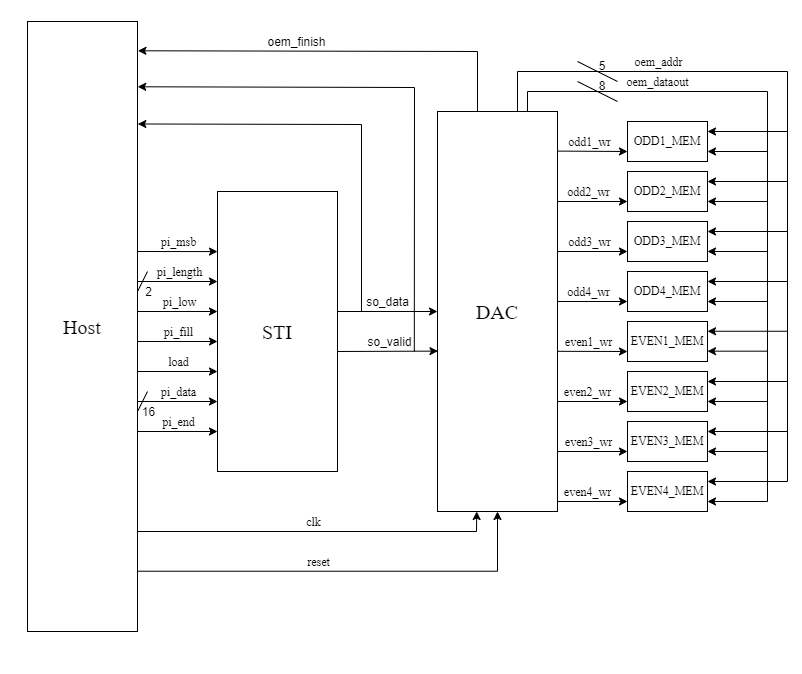 oem_finish
5
oem_addr
8
oem_dataout
odd1_wr
ODD1_MEM
odd2_wr
ODD2_MEM
odd3_wr
ODD3_MEM
odd4_wr
ODD4_MEM
even1_wr
EVEN1_MEM
even2_wr
EVEN2_MEM
even3_wr
EVEN3_MEM
even4_wr
EVEN4_MEM
Host
pi_msb
pi_length
2
pi_low
pi_fill
load
pi_data
16
pi_end
STI
so_data
so_valid
DAC
clk
reset